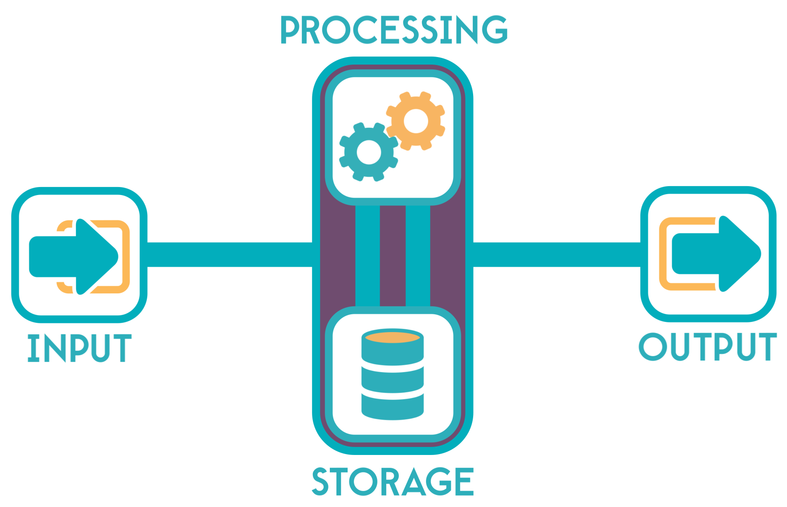 PROCESSING
INPUT
OUTPUT
STORAGE